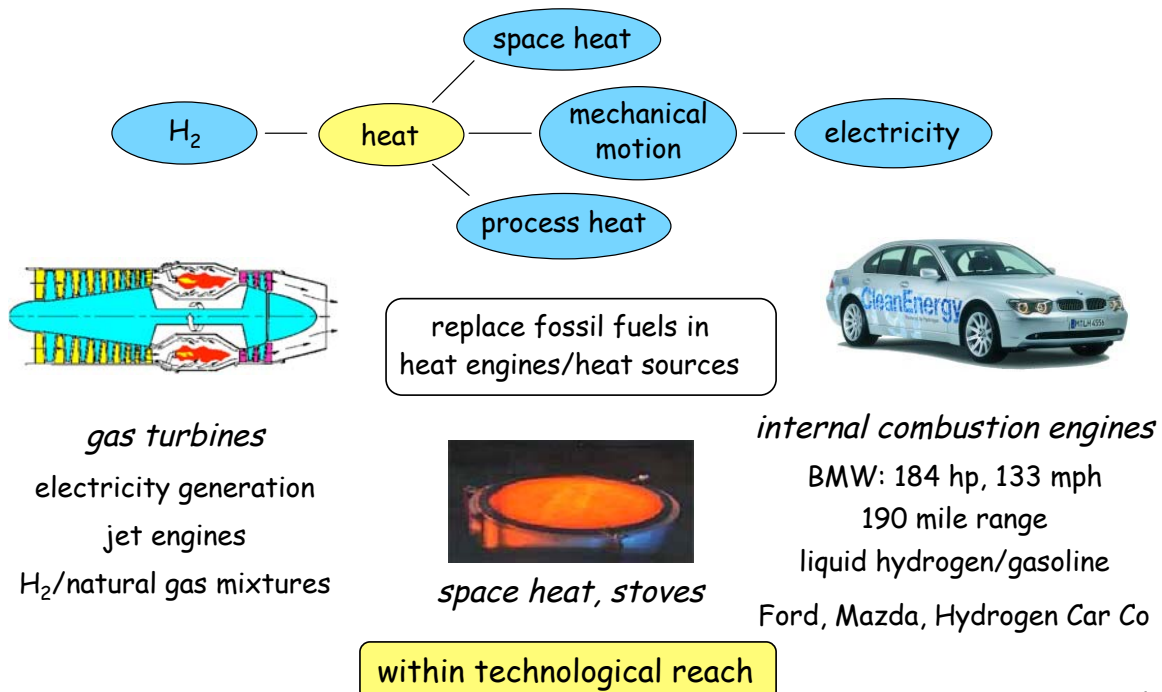 space heat
H₂
heat
mechanical
motion
electricity
process heat
CleanEnergy
replace fossil fuels in
heat engines/heat sources
gas turbines
electricity generation
jet engines
H₂/natural gas mixtures
space heat, stoves
internal combustion engines
BMW: 184 hp, 133 mph
190 mile range
liquid hydrogen/gasoline
Ford, Mazda, Hydrogen Car Co
within technological reach